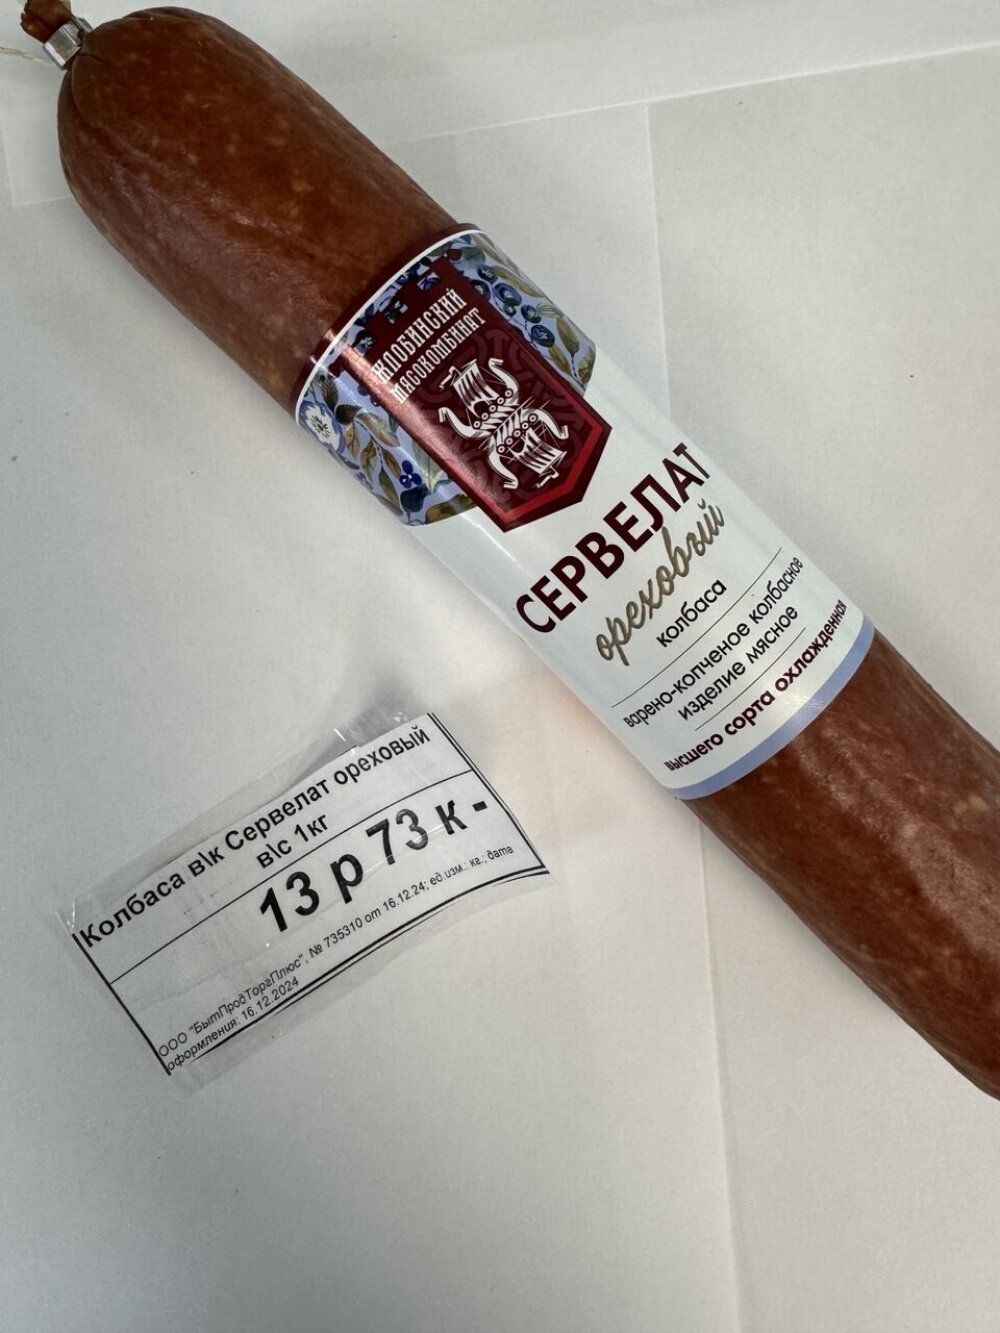 ЖЛОБИНСКИЙ
МЯСОКОМБИНАТ
СЕРВЕЛАТ
ореховый
колбаса
варено-копченое колбасное
изделие мясное
высшего сорта охлажденная
Колбаса в\к Сервелат ореховый
в\с 1кг
13 р 73 к -
ООО "БытПродТоргПлюс", № 735310 от 16.12.24; ед.изм.: кг.; дата
оформления: 16.12.2024